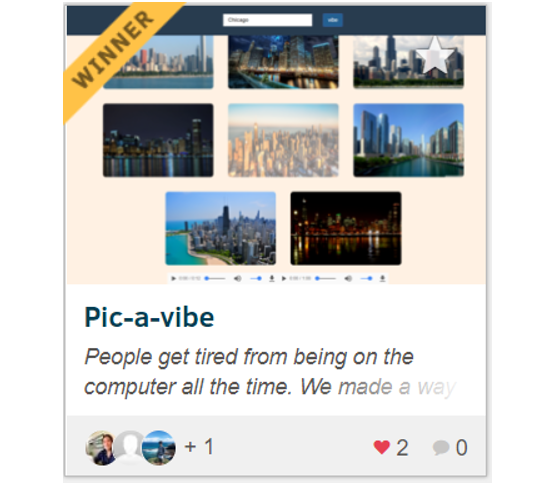 WINNER
Chicago
vibe
Pic-a-vibe
People get tired from being on the
computer all the time. We made a way
+ 1
2
0